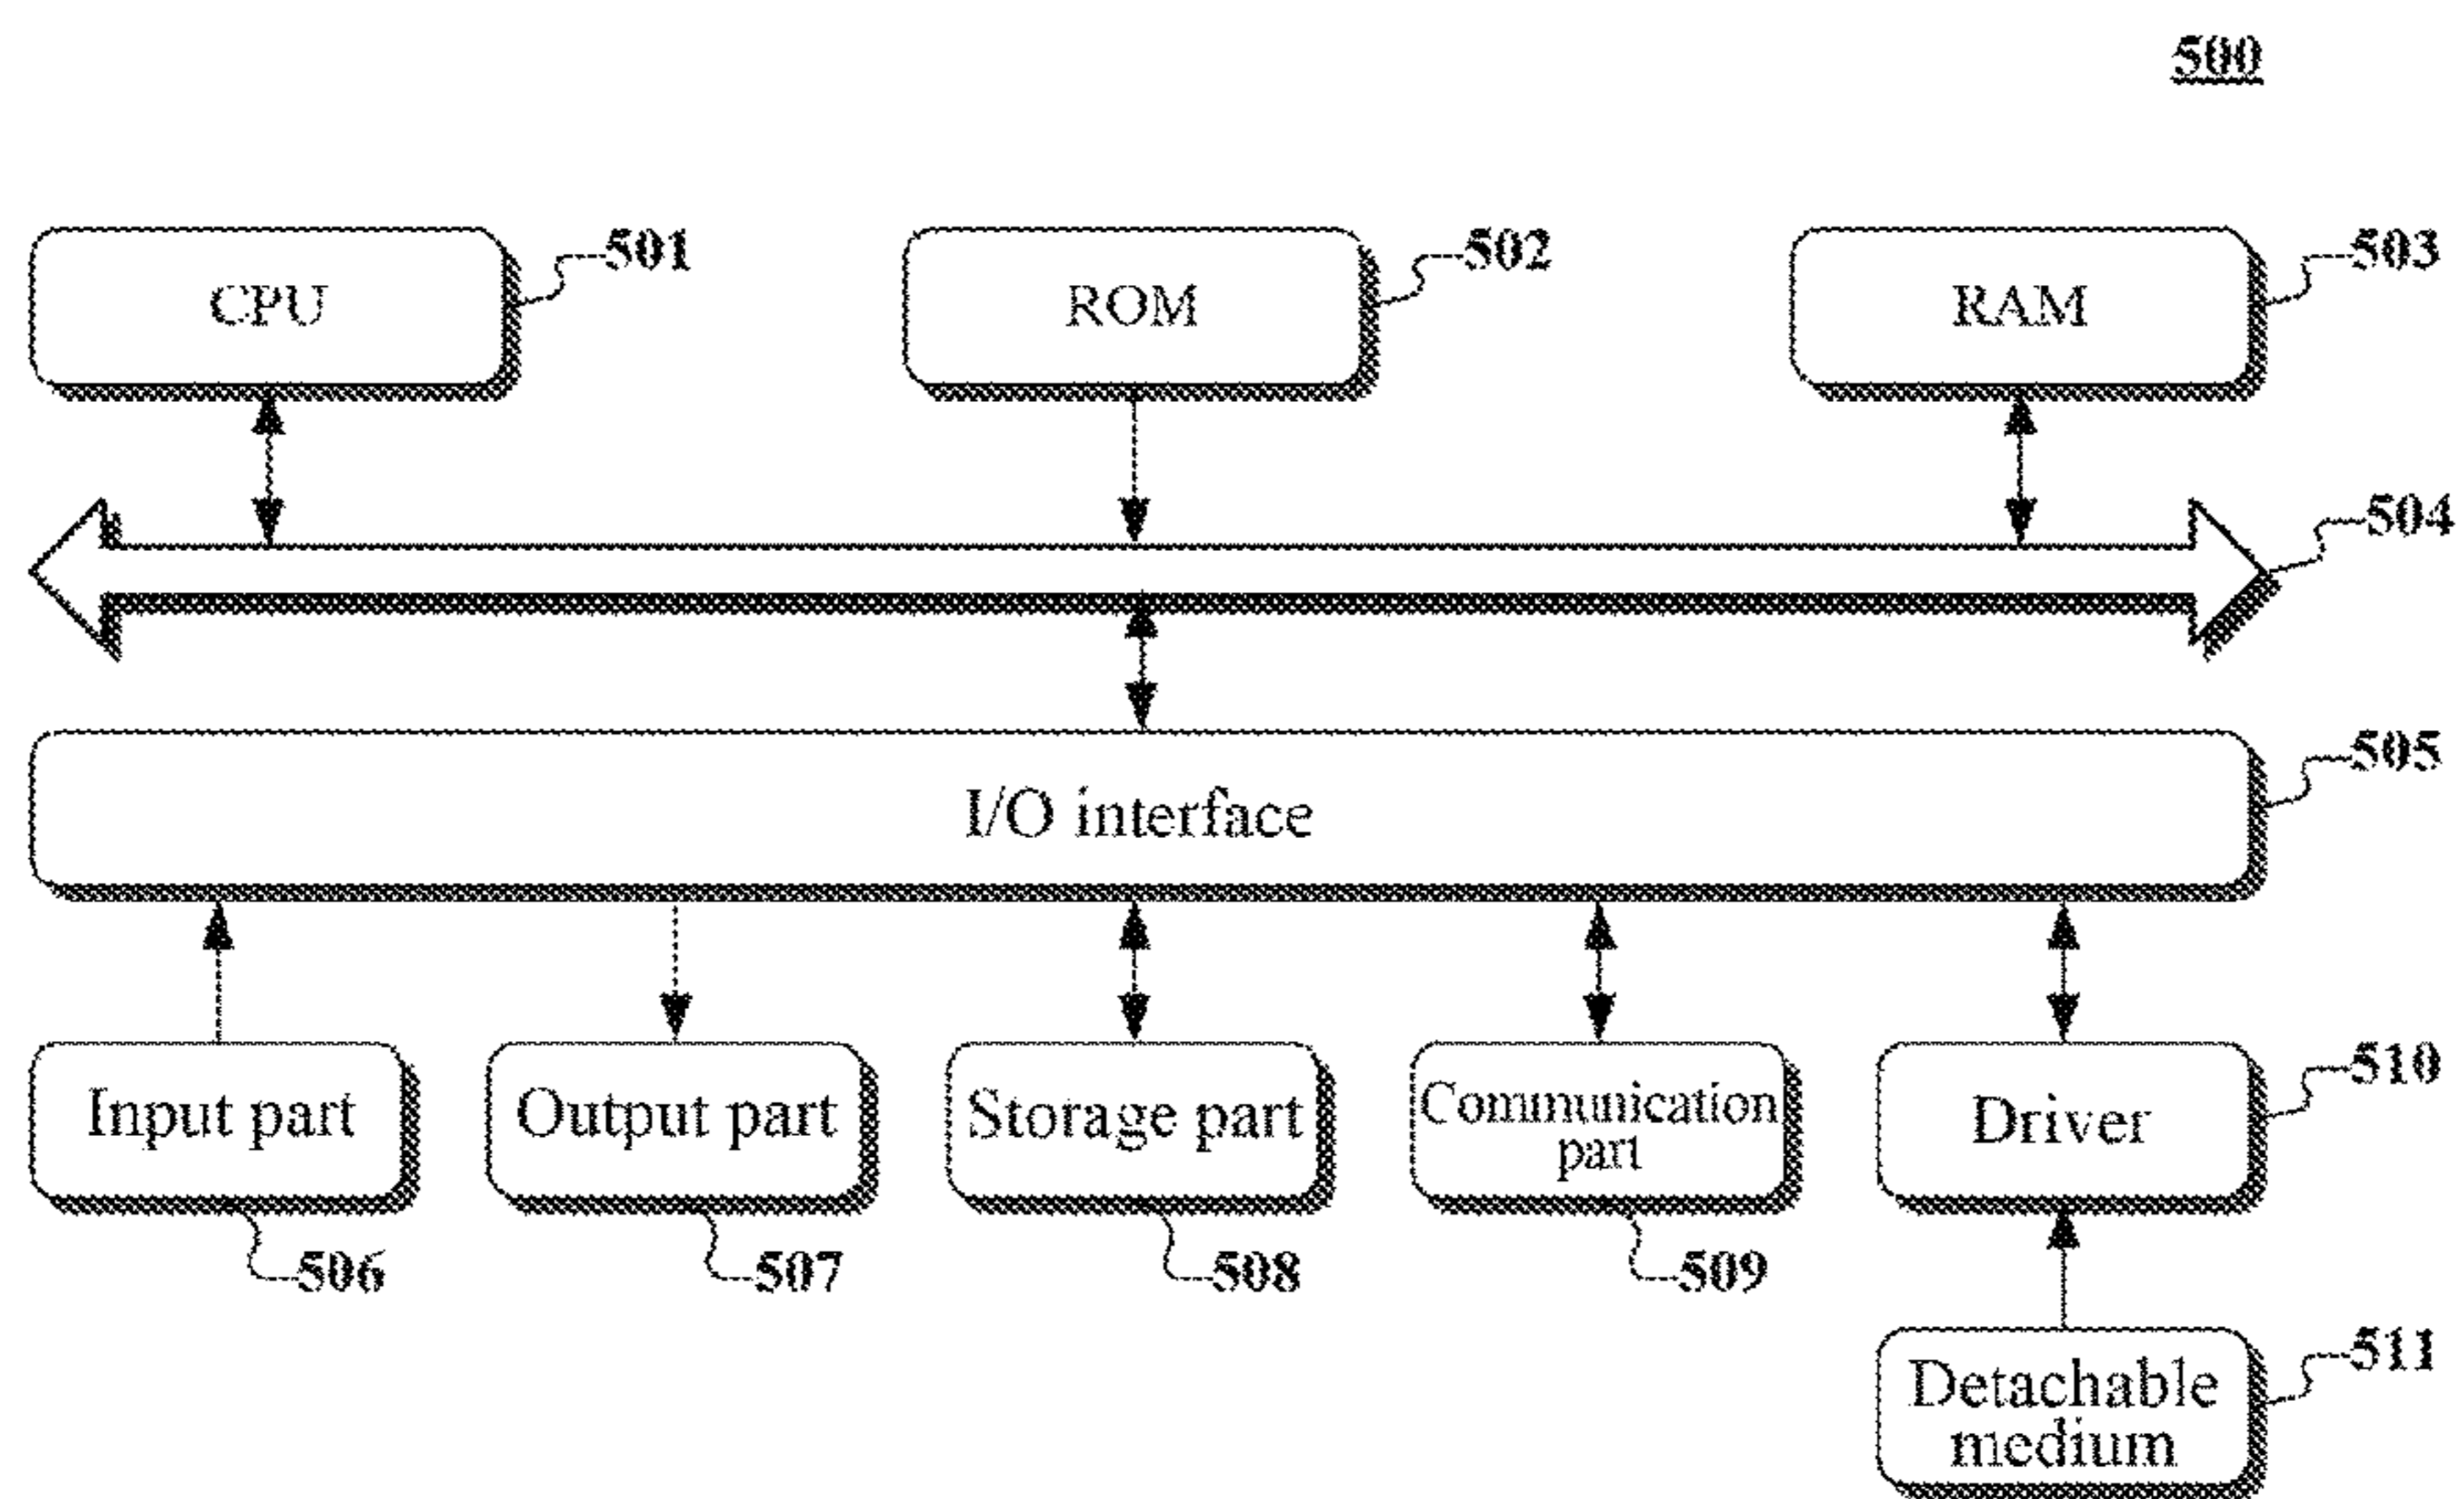 500
CPU
501
ROM
502
RAM
503
504
I/O interface
505
Input part
Output part
Storage part
Communication
part
Driver
510
506
507
508
509
Detachable
medium
511